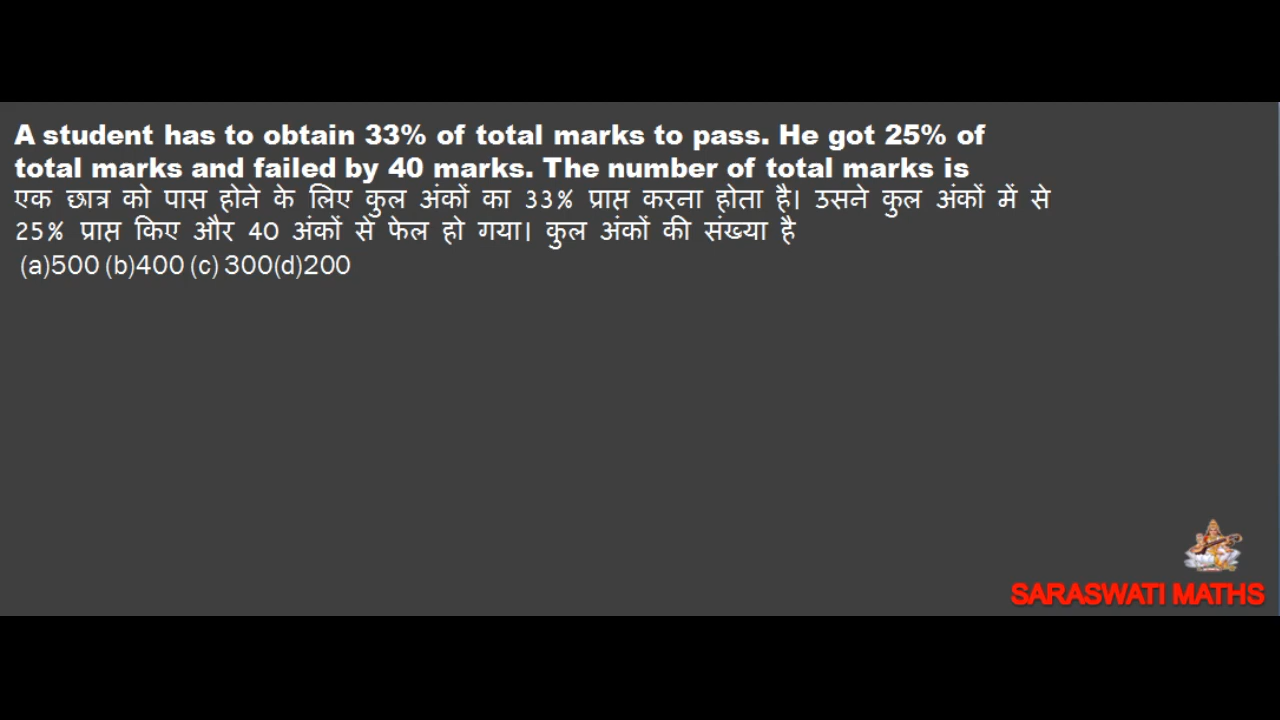 A student has to obtain 33% of total marks to pass. He got 25% of
total marks and failed by 40 marks. The number of total marks is
एक छात्र को पास होने के लिए कुल अंकों का 33% प्राप्त करना होता है। उसने कुल अंकों में से
25% प्राप्त किए और 40 अंकों से फेल हो गया। कुल अंकों की संख्या है
(a)500 (b)400 (c) 300(d)200
SARASWATI MATHS